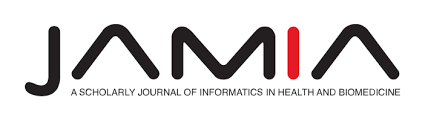 JAMIA
A SCHOLARLY JOURNAL OF INFORMATICS IN HEALTH AND BIOMEDICINE